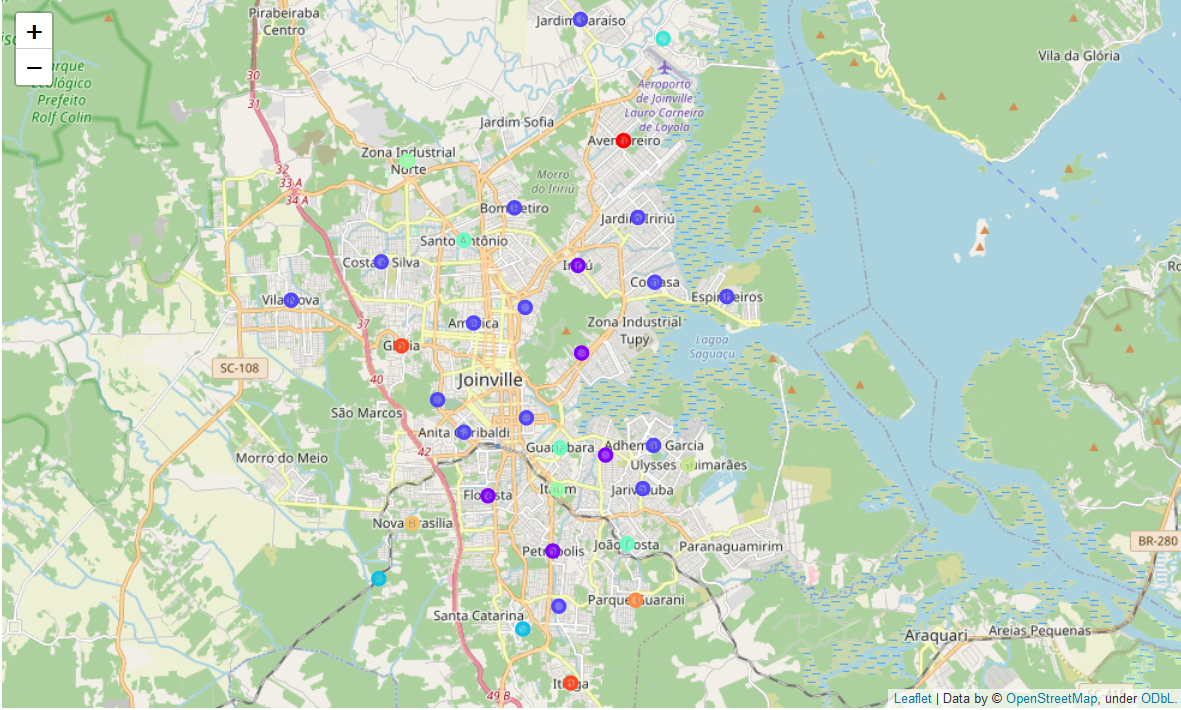 Pirabeiraba
Centro
Jardim Paraíso
+
−
Parque
Ecológico
Prefeito
Rolf Colin
Vila da Glória
30
31
Aeroporto
de Joinville
Lauro Carneiro
de Loyola
Jardim Sofia
Aventureiro
Zona Industrial
Norte
32
33 A
34 A
Morro
do Iririú
Bom Retiro
Jardim Iririú
Santo Antônio
Costa e Silva
Iririú
Comasa
Espinheiros
Vila Nova
37
América
Zona Industrial
Tupy
Glória
Lagoa
Saguaçu
SC-108
40
Joinville
São Marcos
Anita Garibaldi
42
Guanabara
Adhemar Garcia
Morro do Meio
Ulysses Guimarães
Floresta
Itaum
Jarivatuba
Nova Brasília
BR-280
Petrópolis
João Costa
Paranaguamirim
Parque Guarani
Santa Catarina
Araquari
Areias Pequenas
Itinga
49 B
Leaflet | Data by © OpenStreetMap, under ODbL.